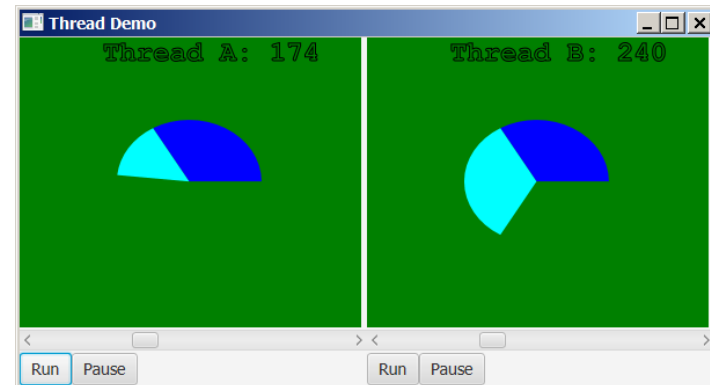 Thread Demo
Thread A: 174
Thread B: 240
Run Pause
Run Pause